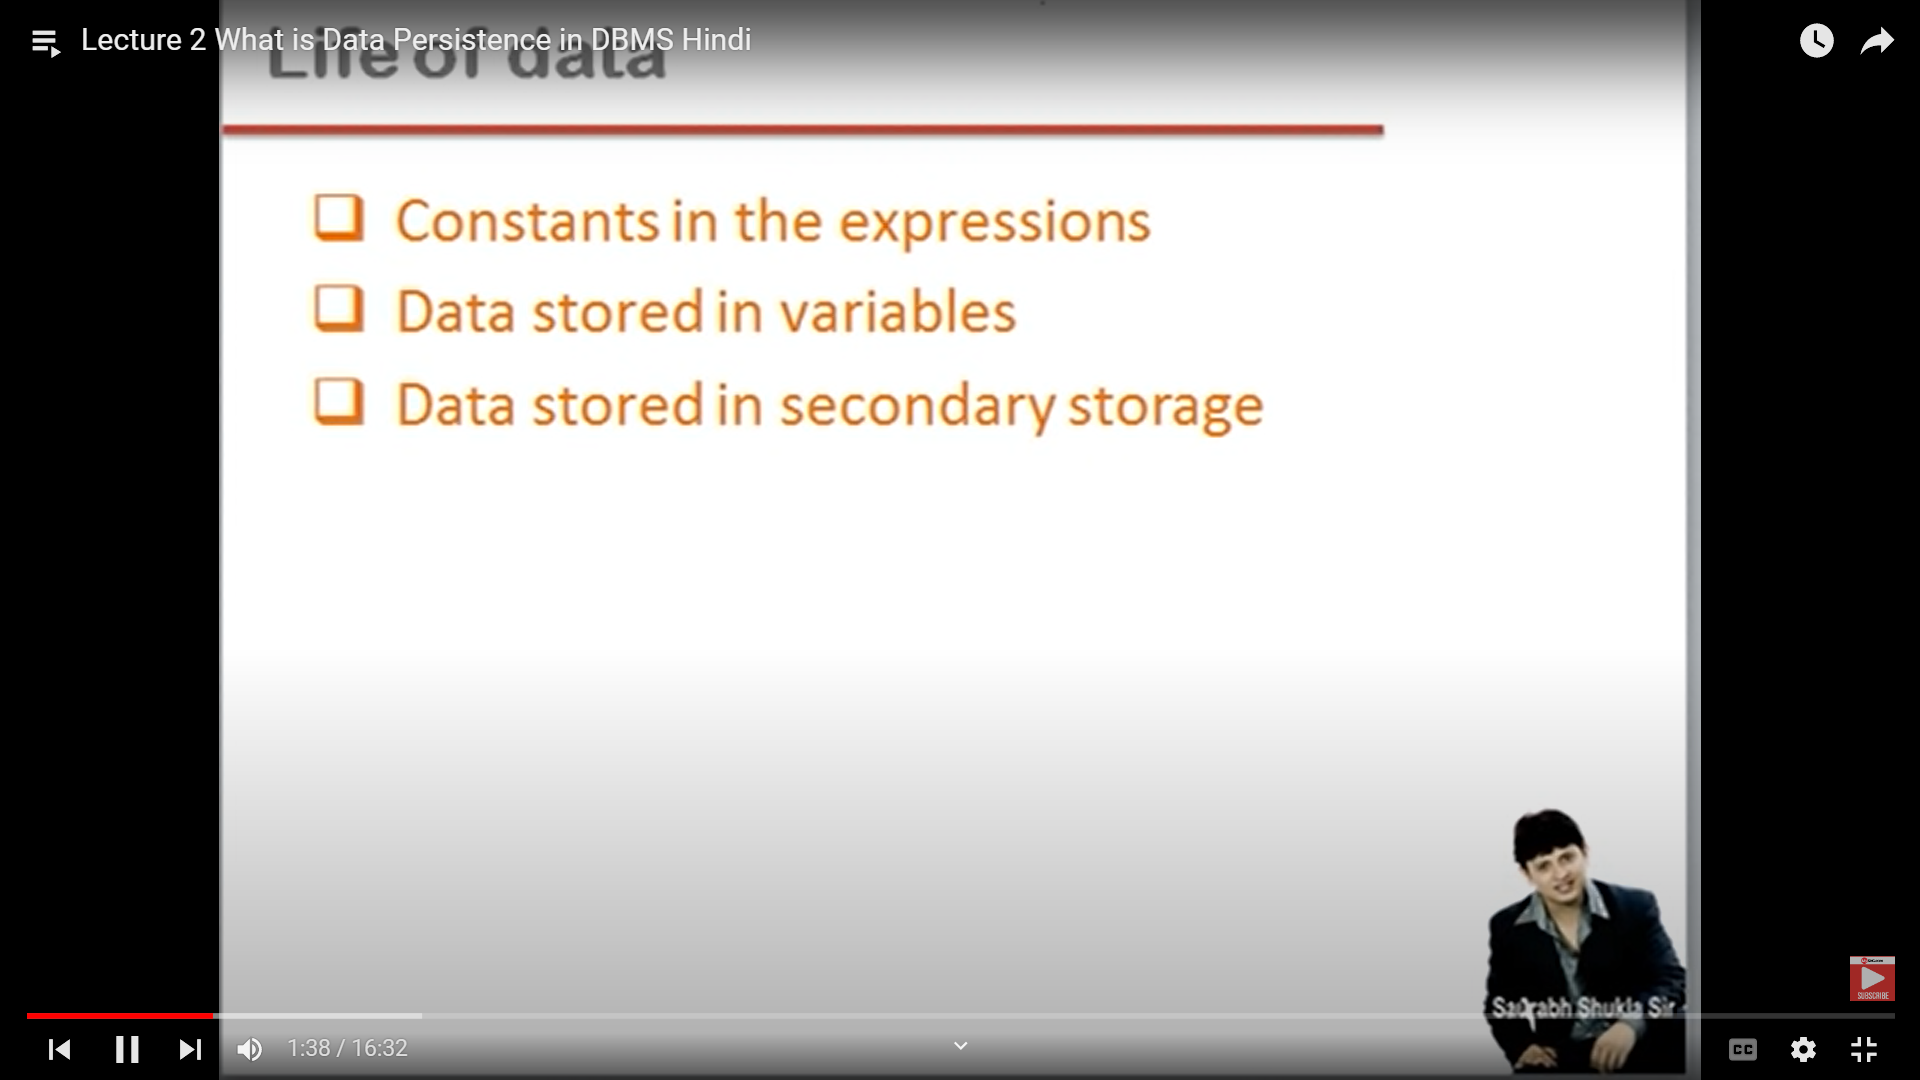 Lecture 2 What is Data Persistence in DBMS Hindi
Life of data
Constants in the expressions
Data stored in variables
Data stored in secondary storage
Saurabh Shukla Sir
SUBSCRIBE
1:38 / 16:32
CC